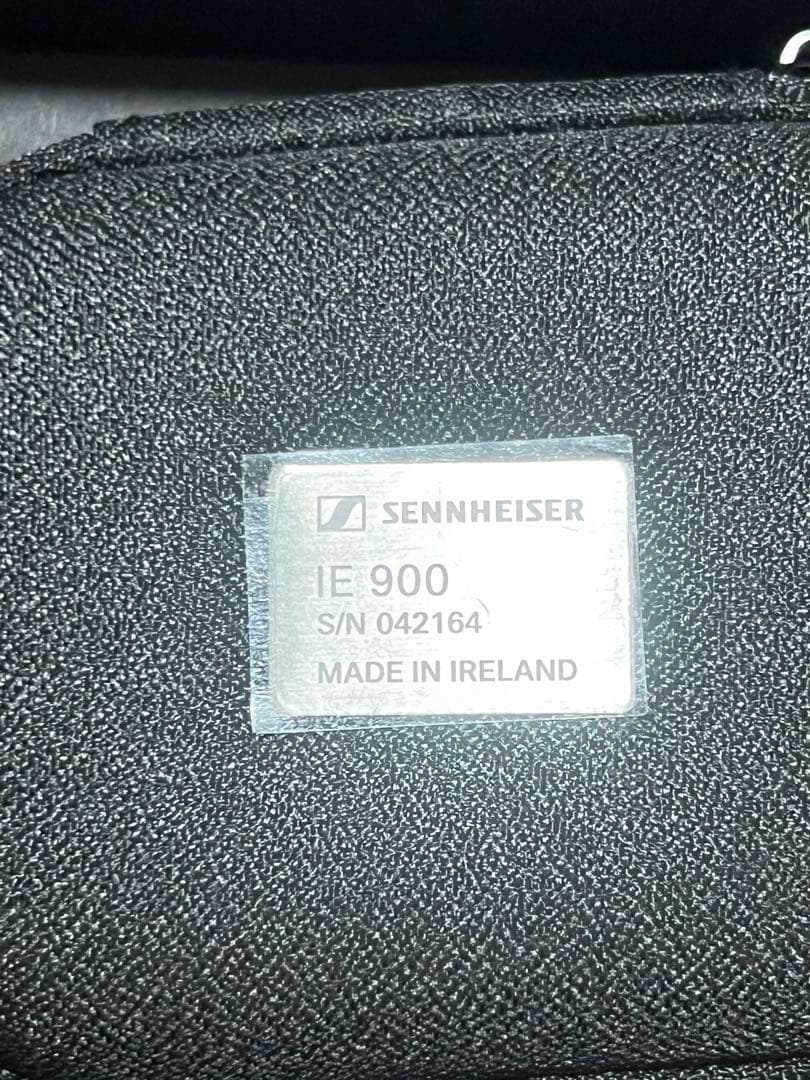 SENNHEISER
IE 900
S/N 042164
MADE IN IRELAND